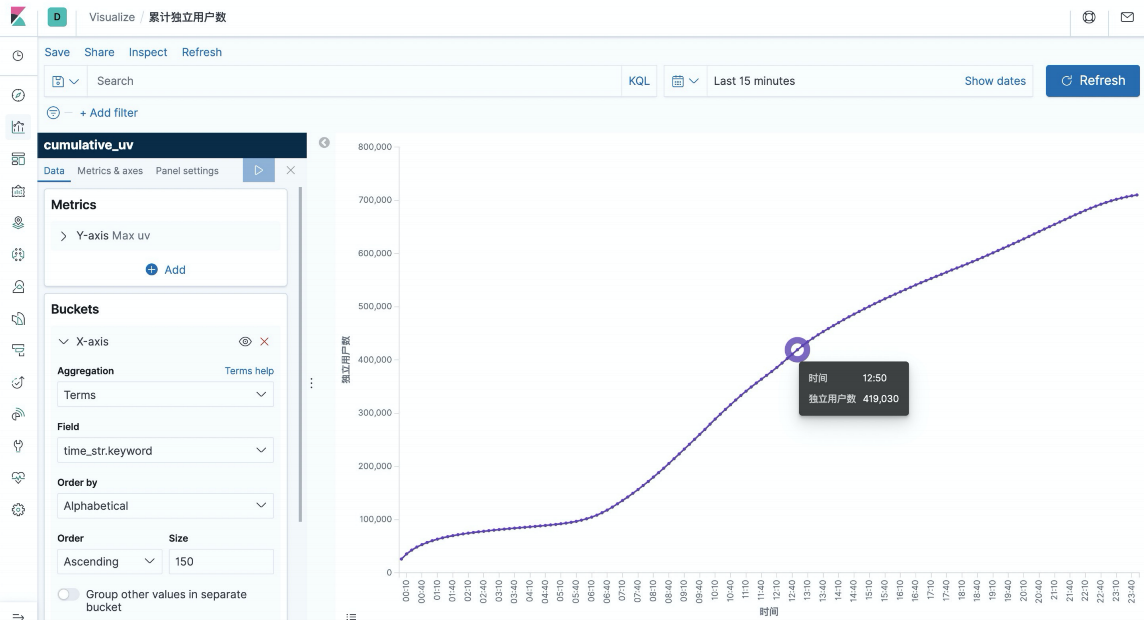 D Visualize / 累计独立用户数
Save Share Inspect Refresh
Search KQL Last 15 minutes Show dates Refresh
+ Add filter
cumulative_uv
Data Metrics & axes Panel settings
Metrics
Y-axis Max uv
Add
Buckets
X-axis
Aggregation Terms help
Terms
Field
time_str.keyword
Order by
Alphabetical
Order Size
Ascending 150
Group other values in separate
bucket
800,000
700,000
600,000
500,000
400,000
300,000
200,000
100,000
0
独立用户数
时间 12:50
独立用户数 419,030
00:10 00:40 01:10 01:40 02:10 02:40 03:10 03:40 04:10 04:40 05:10 05:40 06:10 06:40 07:10 07:40 08:10 08:40 09:10 09:40 10:10 10:40 11:10 11:40 12:10 12:40 13:10 13:40 14:10 14:40 15:10 15:40 16:10 16:40 17:10 17:40 18:10 18:40 19:10 19:40 20:10 20:40 21:10 21:40 22:10 22:40 23:10 23:40
时间